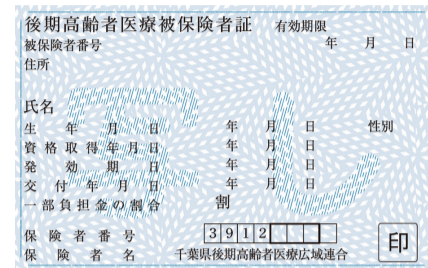 後期高齢者医療被保険者証 有効期限
被保険者番号 年 月 日
住所
氏名
生年月日 年 月 日 性別
資格取得年月日 年 月 日
発効期日 年 月 日
交付年月日 年 月 日
一部負担金の割合 割
保険者番号 3912
保険者名 千葉県後期高齢者医療広域連合
印
写し